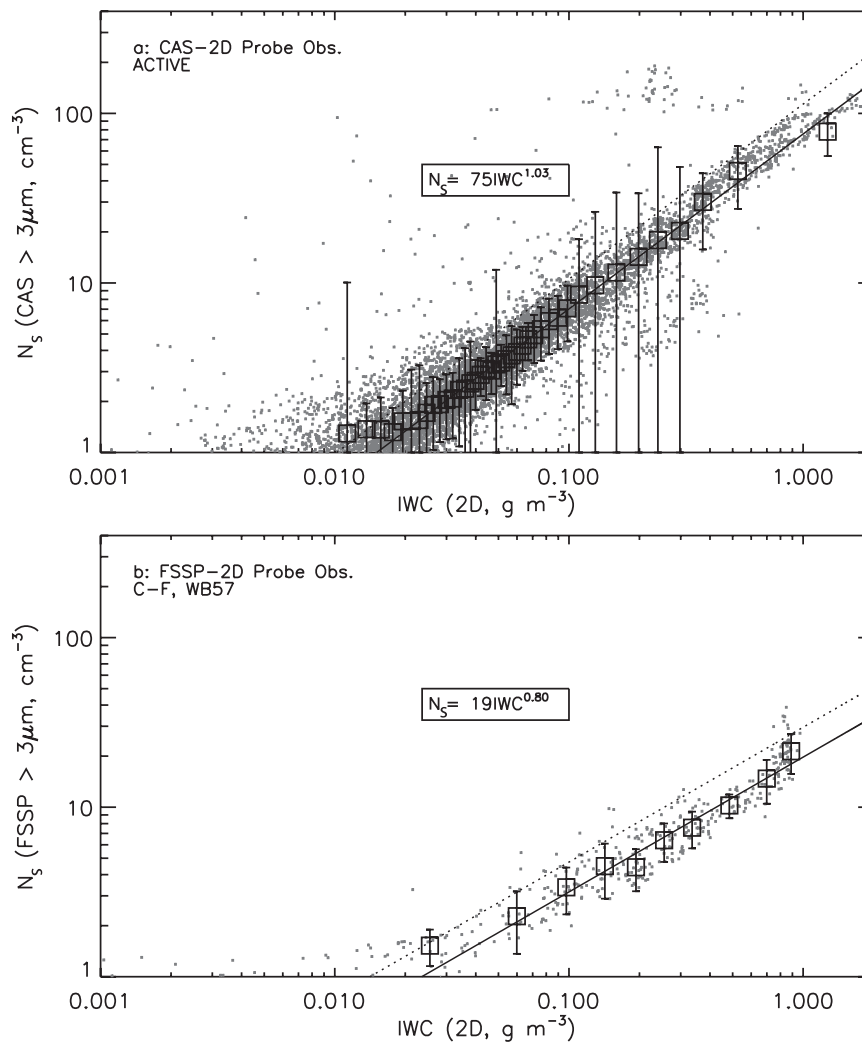 a: CAS-2D Probe Obs.
ACTIVE
N_S = 75IWC^1.03
N_S (CAS > 3μm, cm^-3)
100
10
1
0.001 0.010 0.100 1.000
IWC (2D, g m^-3)
b: FSSP-2D Probe Obs.
C-F, WB57
N_S = 19IWC^0.80
N_S (FSSP > 3μm, cm^-3)
100
10
1
0.001 0.010 0.100 1.000
IWC (2D, g m^-3)